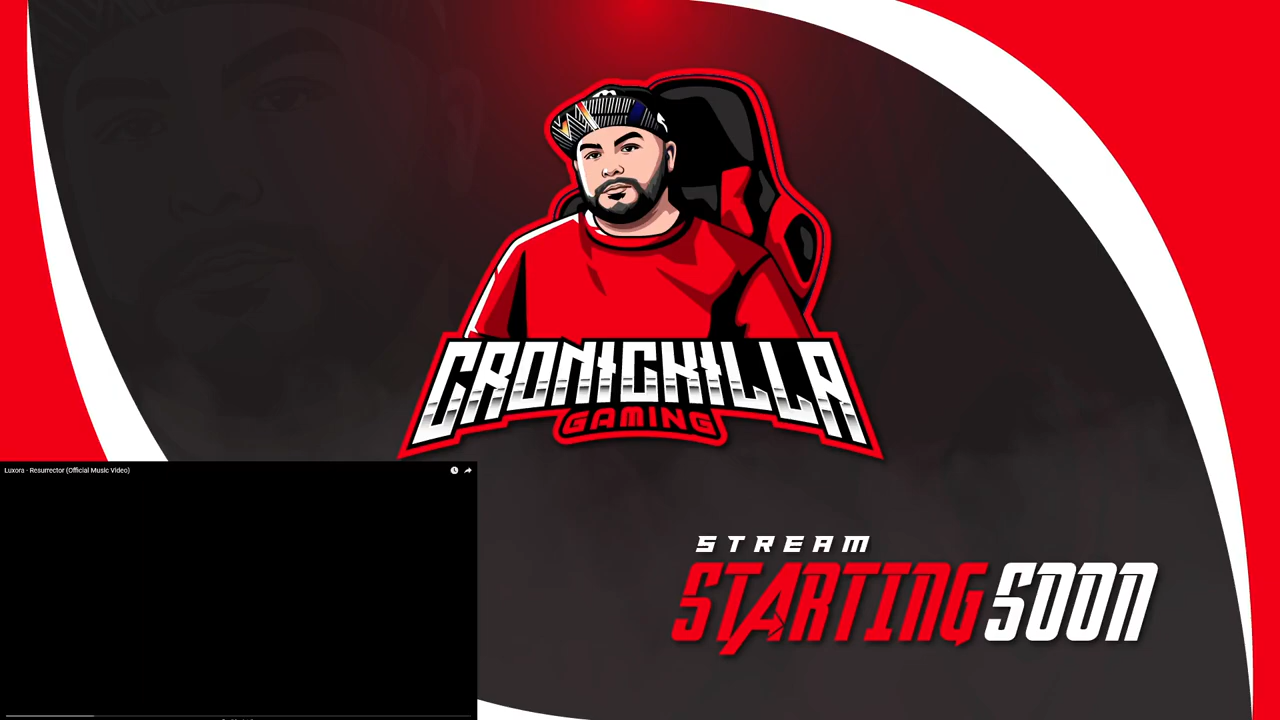 CRONICKILLA
GAMING
Luxora - Resurrector (Official Music Video)
STREAM
STARTING SOON